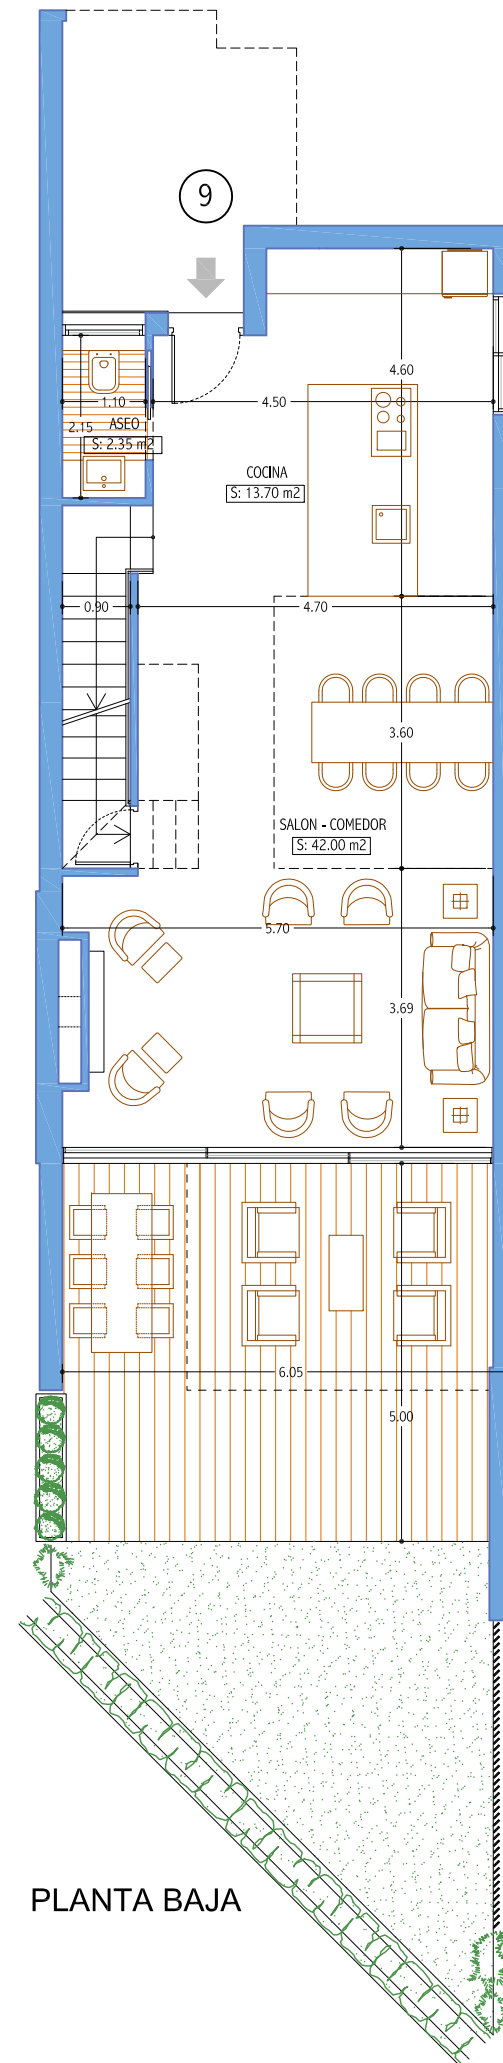 9
4.60
1.10
4.50
2.15
ASEO
S: 2.35 m2
COCINA
S: 13.70 m2
0.90
4.70
3.60
SALON - COMEDOR
S: 42.00 m2
5.70
3.69
6.05
5.00
PLANTA BAJA